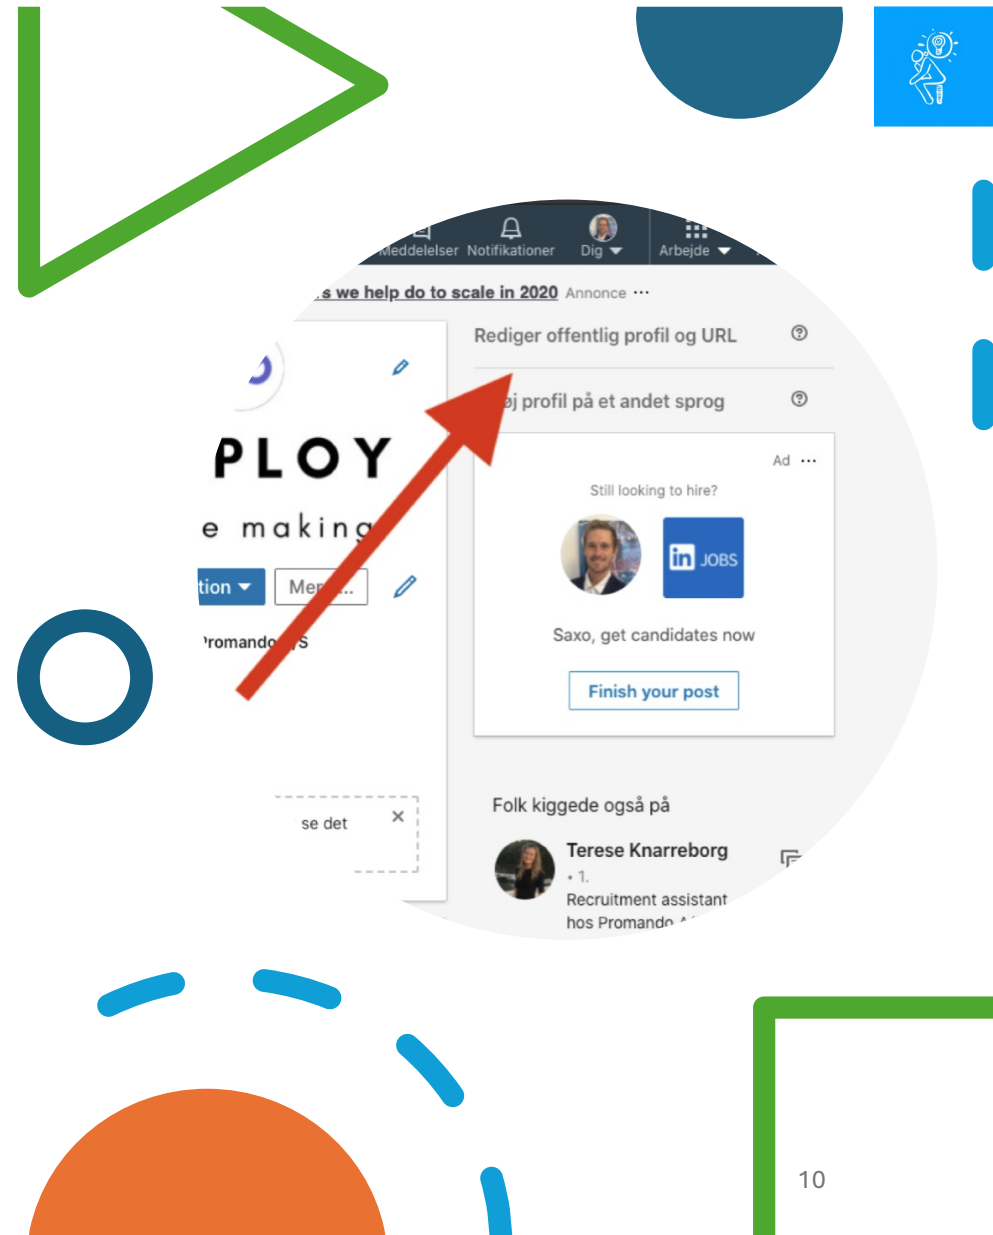 Meddelelser Notifikationer Dig Arbejde
we help do to scale in 2020 Annonce ···
Rediger offentlig profil og URL
profil på et andet sprog
PLOY
e making
tion
Ad ···
Still looking to hire?
in JOBS
Saxo, get candidates now
Finish your post
se det
Folk kiggede også på
Terese Knarreborg
• 1.
Recruitment assistant
hos Promando
10